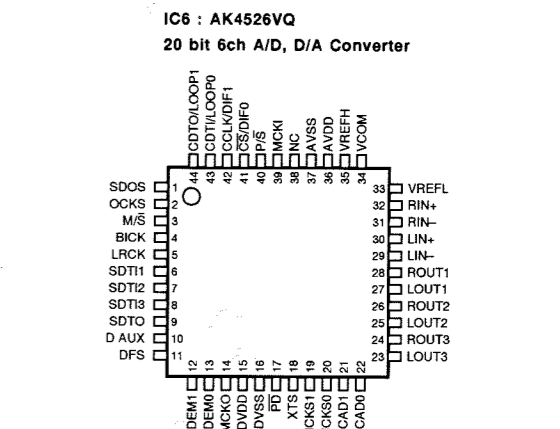 IC6 : AK4526VQ
20 bit 6ch A/D, D/A Converter
CDTO/LOOP1
CDTI/LOOP0
CCLK/DIF1
C̅S̅/DIF0
P/S̅
MCKI
NC
AVSS
AVDD
VREFH
VCOM
44 43 42 41 40 39 38 37 36 35 34
SDOS 1
OCKS 2
M/S̅ 3
BICK 4
LRCK 5
SDTI1 6
SDTI2 7
SDTI3 8
SDTO 9
D AUX 10
DFS 11
33 VREFL
32 RIN+
31 RIN–
30 LIN+
29 LIN–
28 ROUT1
27 LOUT1
26 ROUT2
25 LOUT2
24 ROUT3
23 LOUT3
12 13 14 15 16 17 18 19 20 21 22
DEM1
DEM0
MCKO
DVDD
DVSS
P̅D̅
XTS
CKS1
CKS0
CAD1
CAD0